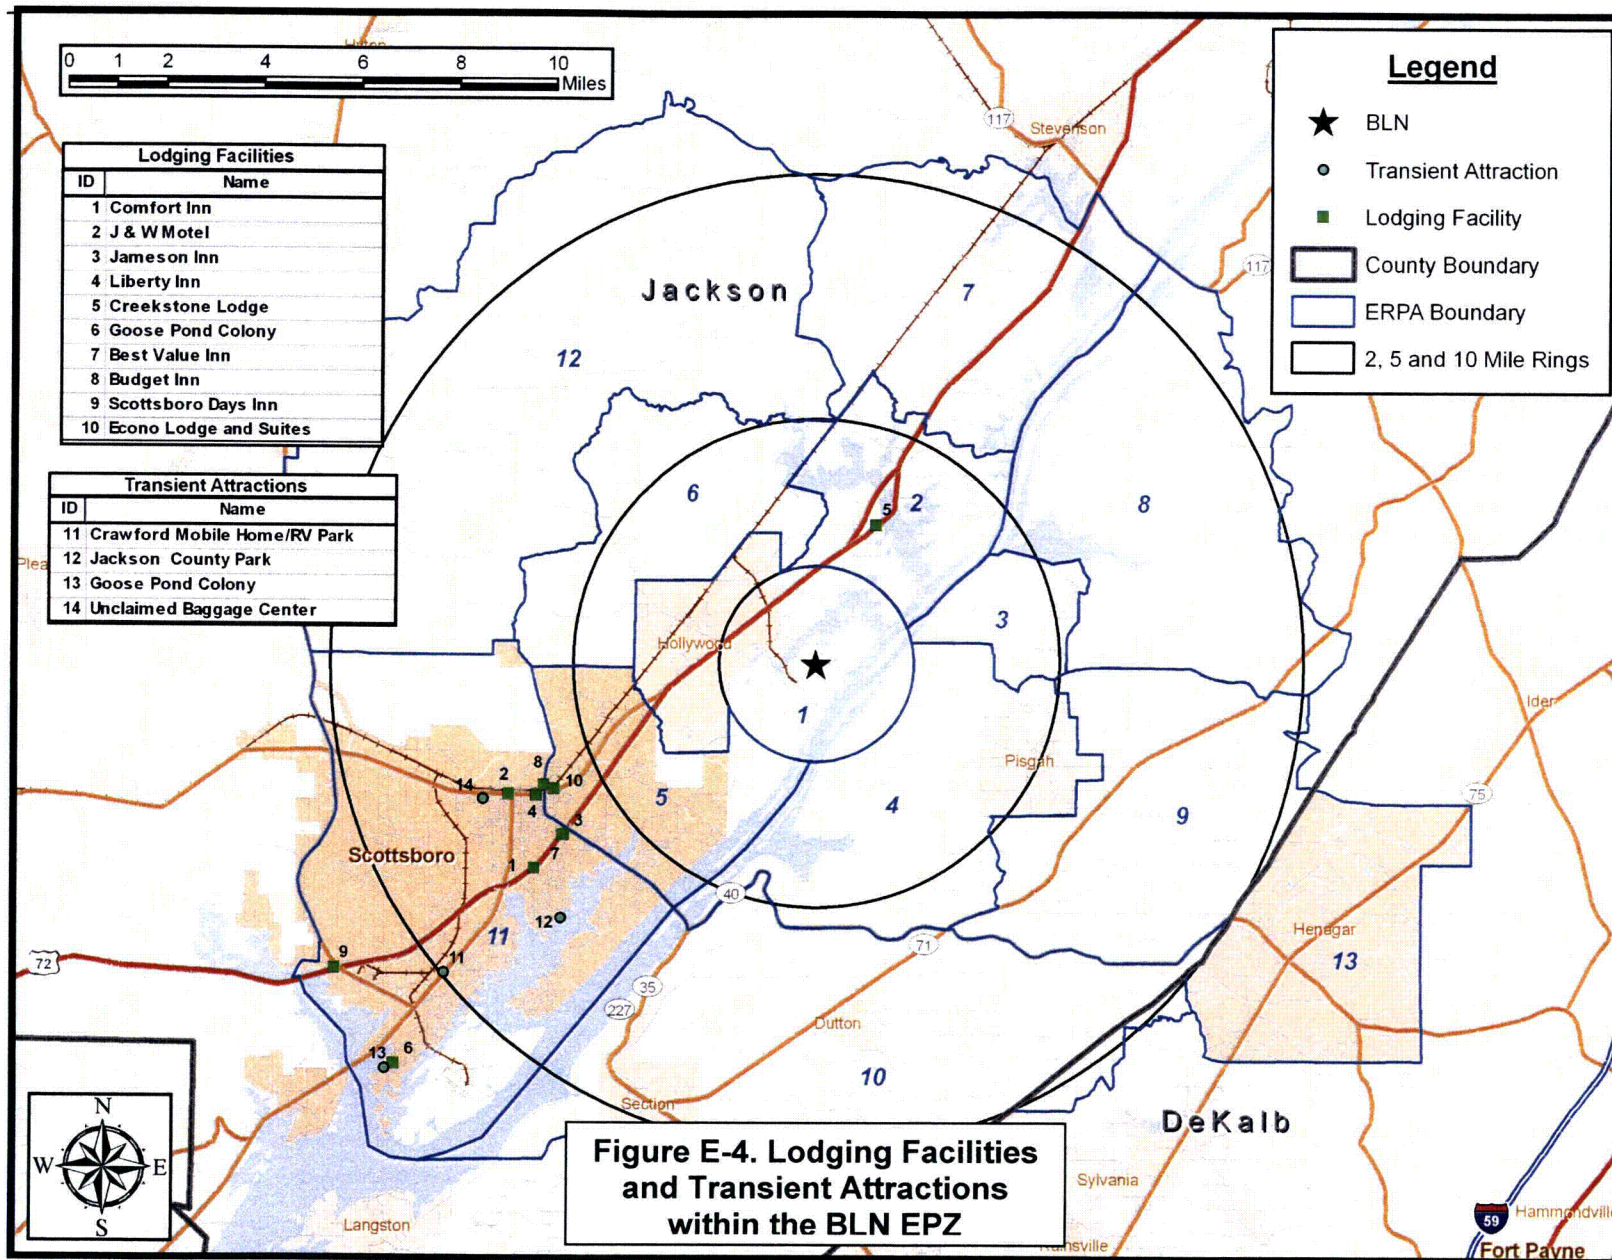 0 1 2 4 6 8 10
Miles
Lodging Facilities
ID Name
1 Comfort Inn
2 J & W Motel
3 Jameson Inn
4 Liberty Inn
5 Creekstone Lodge
6 Goose Pond Colony
7 Best Value Inn
8 Budget Inn
9 Scottsboro Days Inn
10 Econo Lodge and Suites
Transient Attractions
ID Name
11 Crawford Mobile Home/RV Park
12 Jackson County Park
13 Goose Pond Colony
14 Unclaimed Baggage Center
Legend
BLN
Transient Attraction
Lodging Facility
County Boundary
ERPA Boundary
2, 5 and 10 Mile Rings
117
Stevenson
117
Jackson
7
12
6
2
5
8
3
Hollywood
1
Ider
Pisgah
75
8
10
2
14
4
5
4
9
3
7
1
Scottsboro
40
12
11
71
Henagar
13
72
9
11
35
227
Dutton
13
6
10
Section
DeKalb
N
W E
S
Figure E-4. Lodging Facilities
and Transient Attractions
within the BLN EPZ
Sylvania
Langston
59
Hammondville
Fort Payne